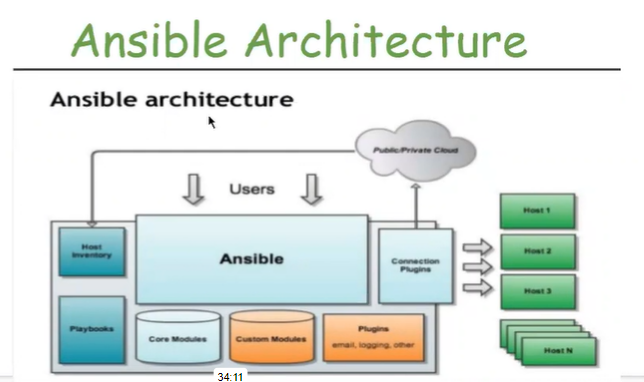 Ansible Architecture
Ansible architecture
Public/Private Cloud
Users
Host
Inventory
Ansible
Connection
Plugins
Host 1
Host 2
Host 3
Host N
Playbooks
Core Modules
Custom Modules
Plugins
email, logging, other
34:11